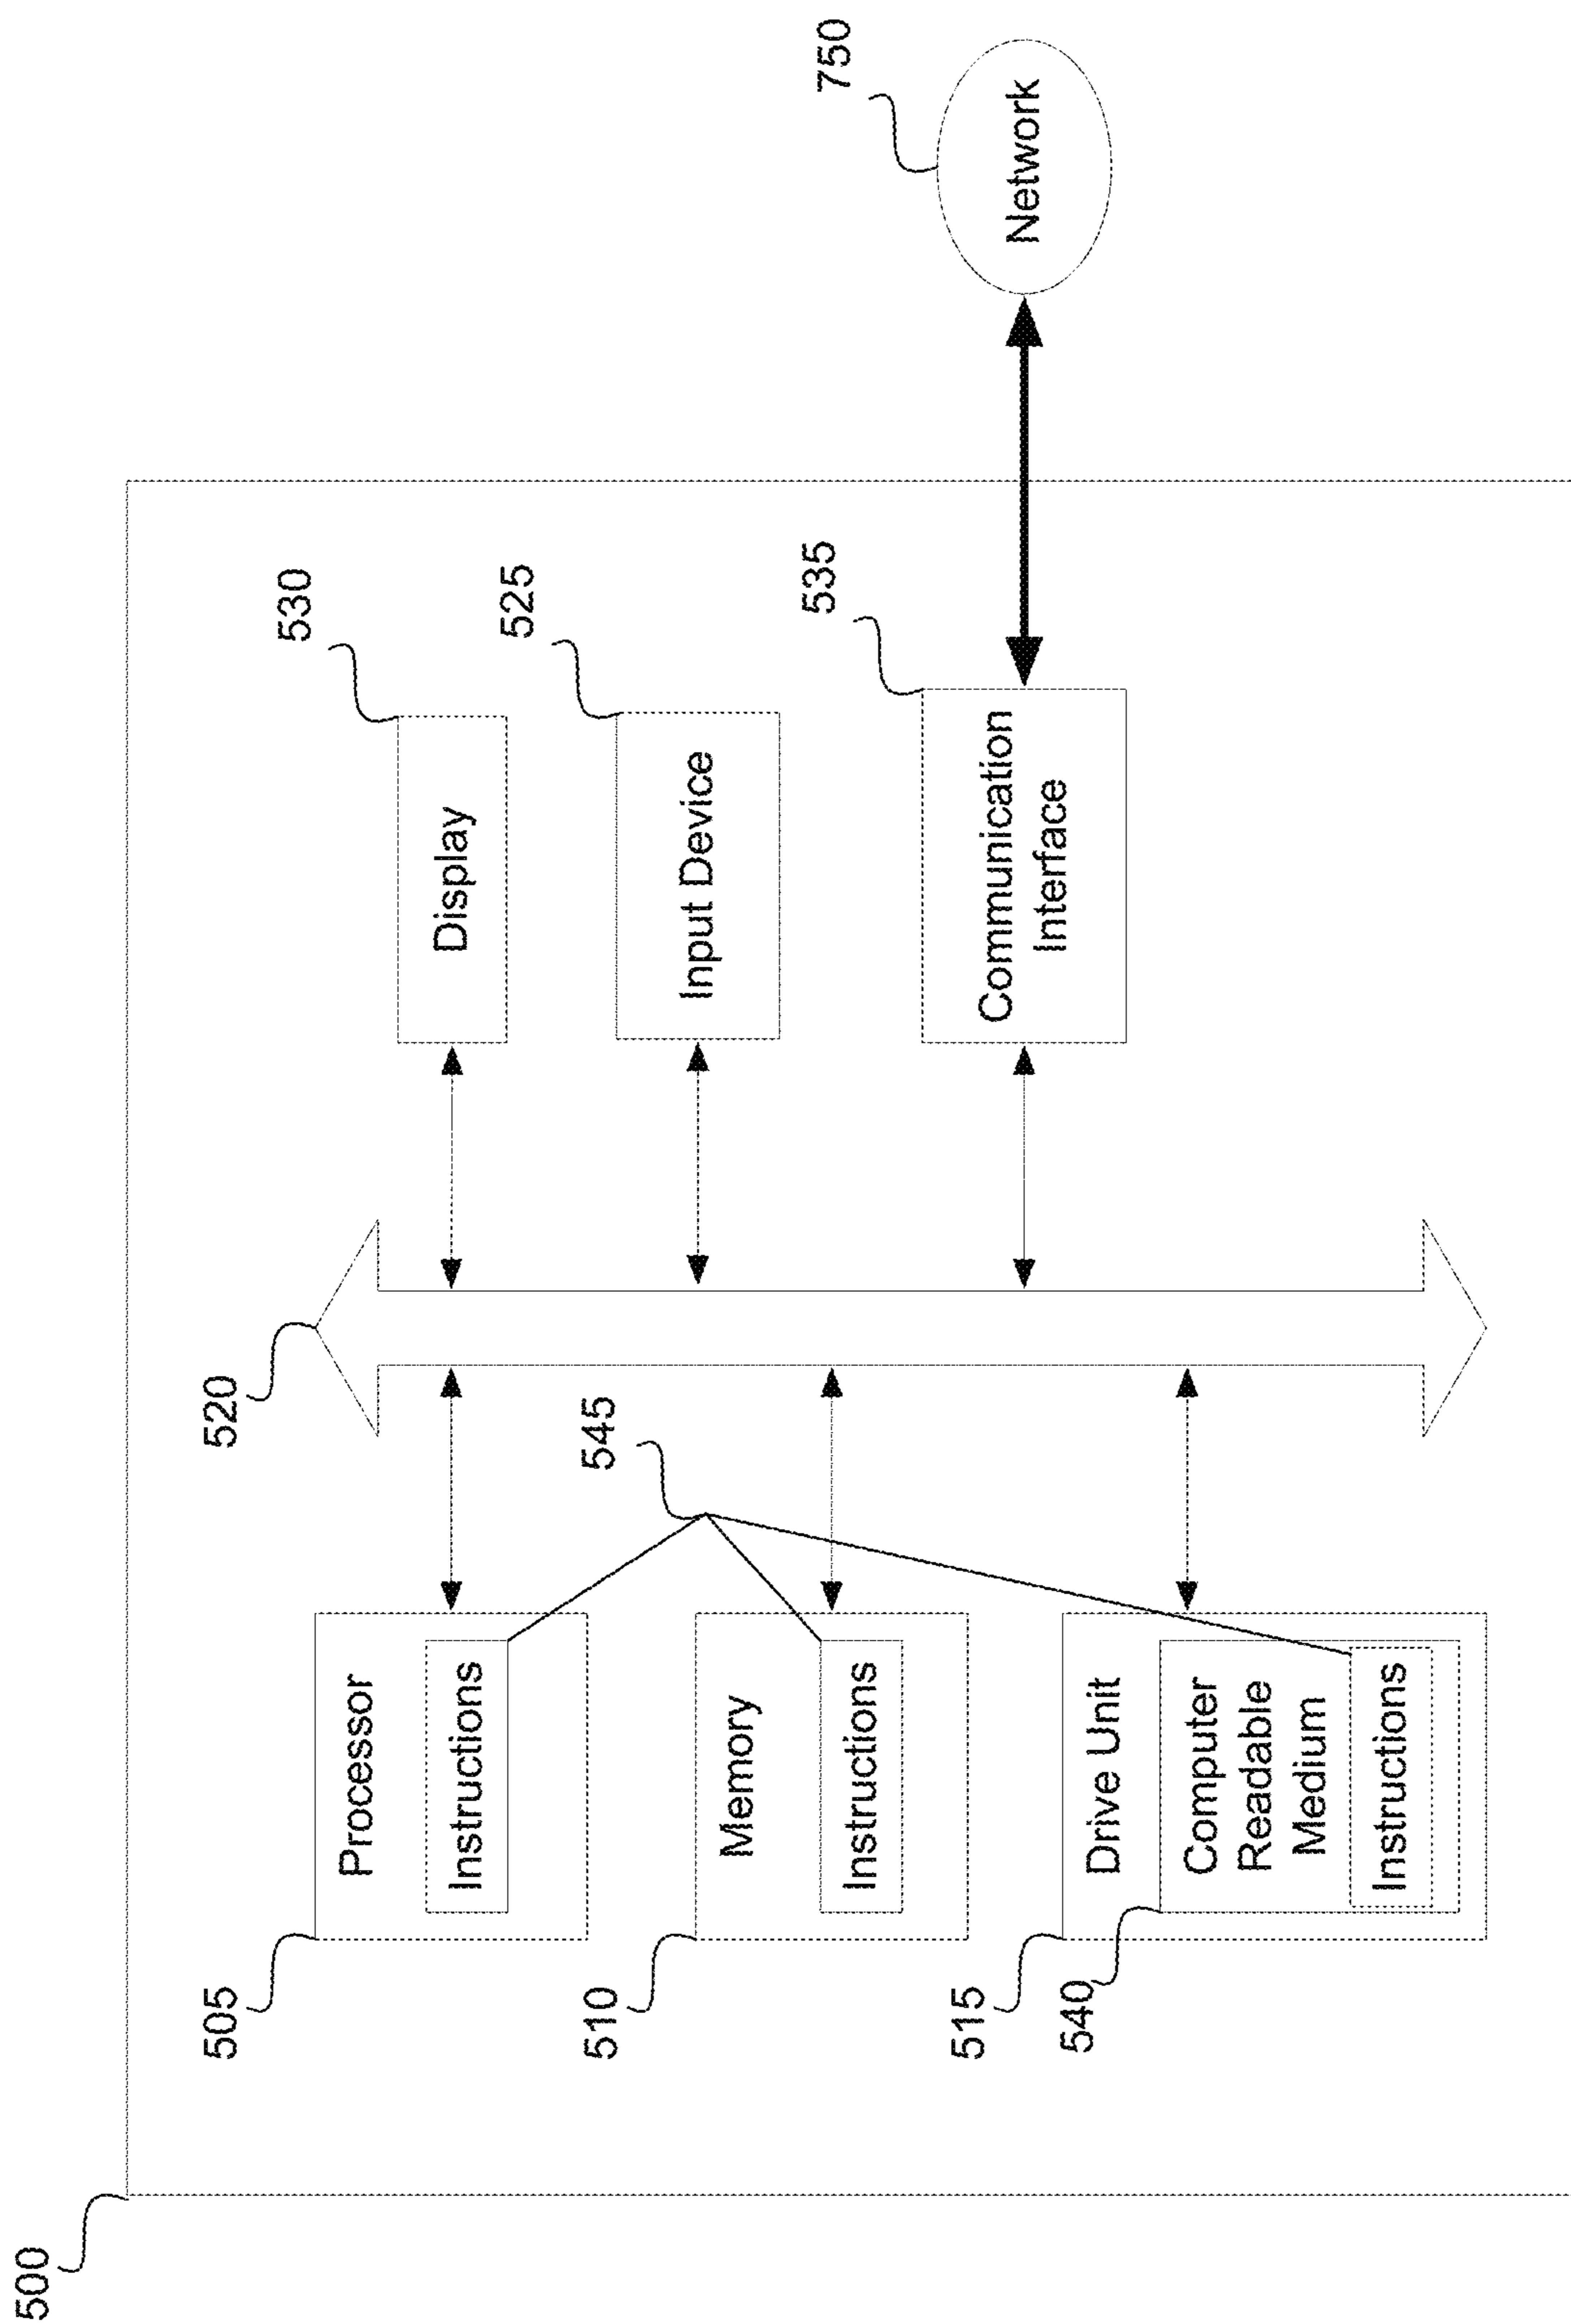 500
505
Processor
Instructions
510
Memory
Instructions
515
Drive Unit
540
Computer
Readable
Medium
Instructions
520
545
530
Display
525
Input Device
535
Communication
Interface
750
Network